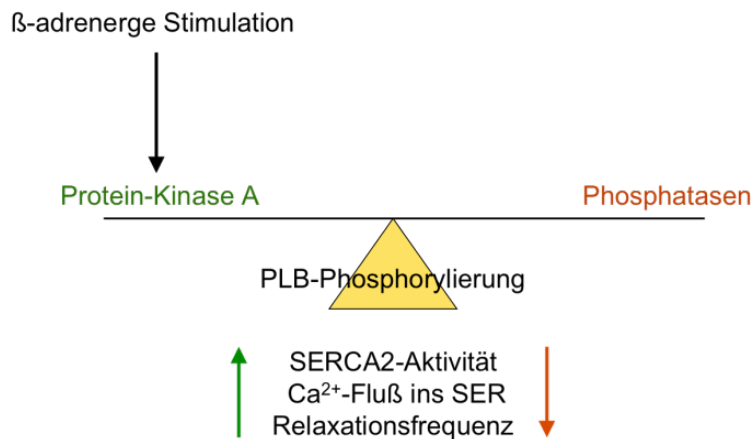 ß-adrenerge Stimulation
Protein-Kinase A
Phosphatasen
PLB-Phosphorylierung
SERCA2-Aktivität
Ca²⁺-Fluß ins SER
Relaxationsfrequenz